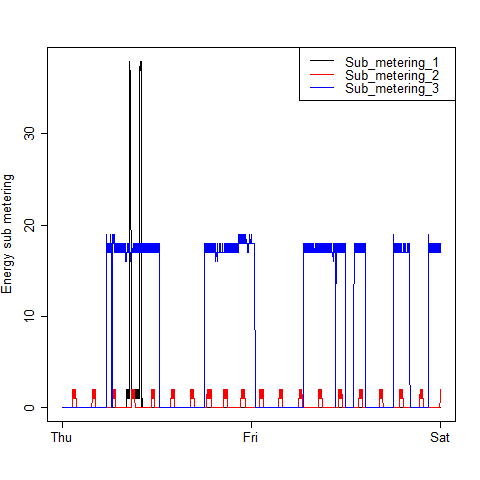 Sub_metering_1
Sub_metering_2
Sub_metering_3
Energy sub metering
30
20
10
0
Thu
Fri
Sat